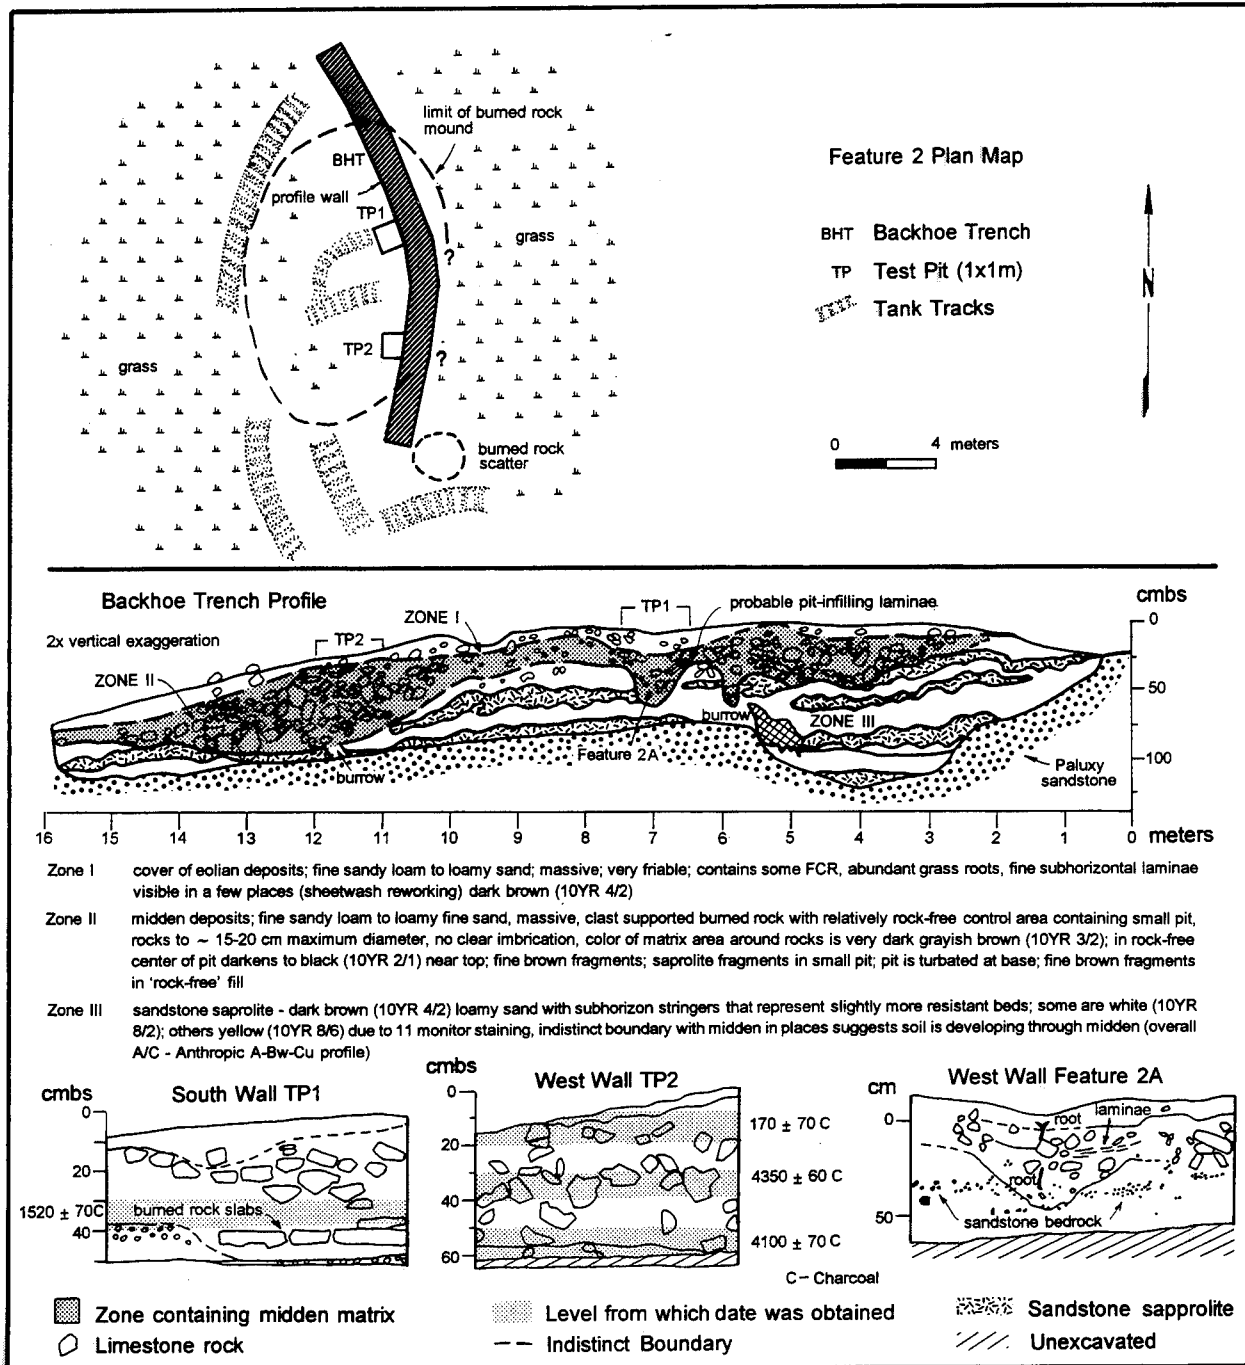 limit of burned rock
mound
BHT
profile wall
TP1
grass
?
TP2
?
grass
burned rock
scatter
Feature 2 Plan Map
BHT Backhoe Trench
TP Test Pit (1x1m)
Tank Tracks
N
0 4 meters
Backhoe Trench Profile
2x vertical exaggeration
ZONE I
TP1
probable pit-infilling laminae
cmbs
0
50
100
TP2
ZONE II
burrow
ZONE III
Feature 2A
burrow
Paluxy
sandstone
16 15 14 13 12 11 10 9 8 7 6 5 4 3 2 1 0 meters
Zone I cover of eolian deposits; fine sandy loam to loamy sand; massive; very friable; contains some FCR, abundant grass roots, fine subhorizontal laminae
visible in a few places (sheetwash reworking) dark brown (10YR 4/2)
Zone II midden deposits; fine sandy loam to loamy fine sand, massive, clast supported burned rock with relatively rock-free control area containing small pit,
rocks to ~ 15-20 cm maximum diameter, no clear imbrication, color of matrix area around rocks is very dark grayish brown (10YR 3/2); in rock-free
center of pit darkens to black (10YR 2/1) near top; fine brown fragments; saprolite fragments in small pit; pit is turbated at base; fine brown fragments
in 'rock-free' fill
Zone III sandstone saprolite - dark brown (10YR 4/2) loamy sand with subhorizon stringers that represent slightly more resistant beds; some are white (10YR
8/2); others yellow (10YR 8/6) due to 11 monitor staining, indistinct boundary with midden in places suggests soil is developing through midden (overall
A/C - Anthropic A-Bw-Cu profile)
South Wall TP1
cmbs
0
20
1520 ± 70C
40
burned rock slabs
West Wall TP2
cmbs
0
20
40
60
170 ± 70 C
4350 ± 60 C
4100 ± 70 C
C – Charcoal
West Wall Feature 2A
cm
0
50
root
laminae
root
sandstone bedrock
Zone containing midden matrix
Limestone rock
Level from which date was obtained
Indistinct Boundary
Sandstone sapprolite
Unexcavated